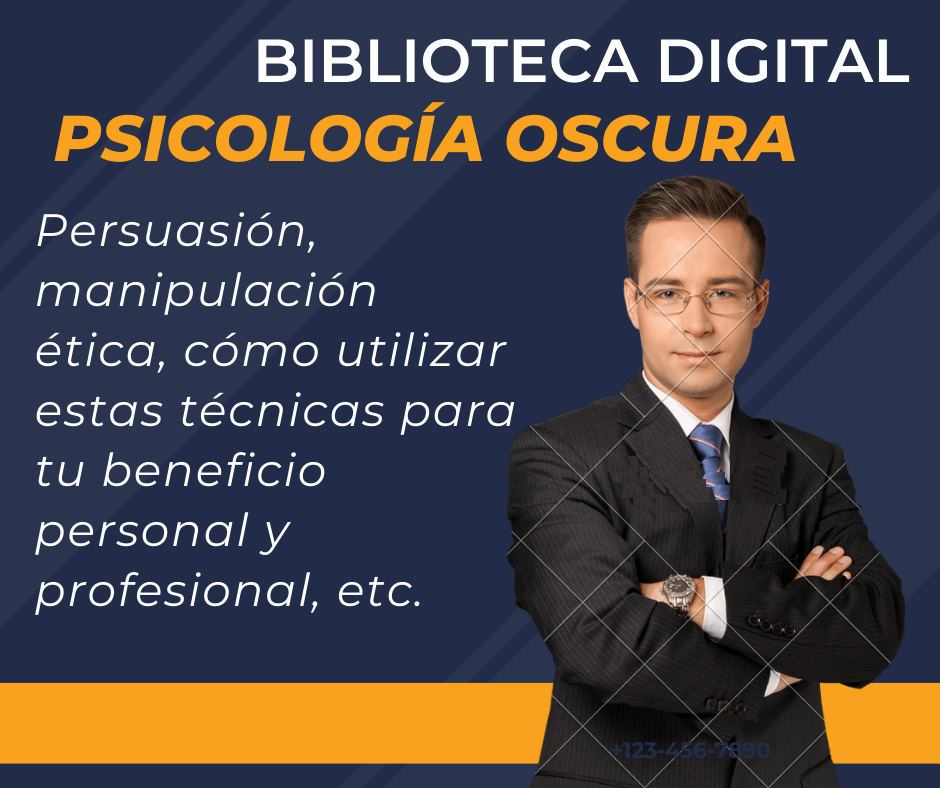 BIBLIOTECA DIGITAL
PSICOLOGÍA OSCURA
Persuasión,
manipulación
ética, cómo utilizar
estas técnicas para
tu beneficio
personal y
profesional, etc.
+123-456-7890